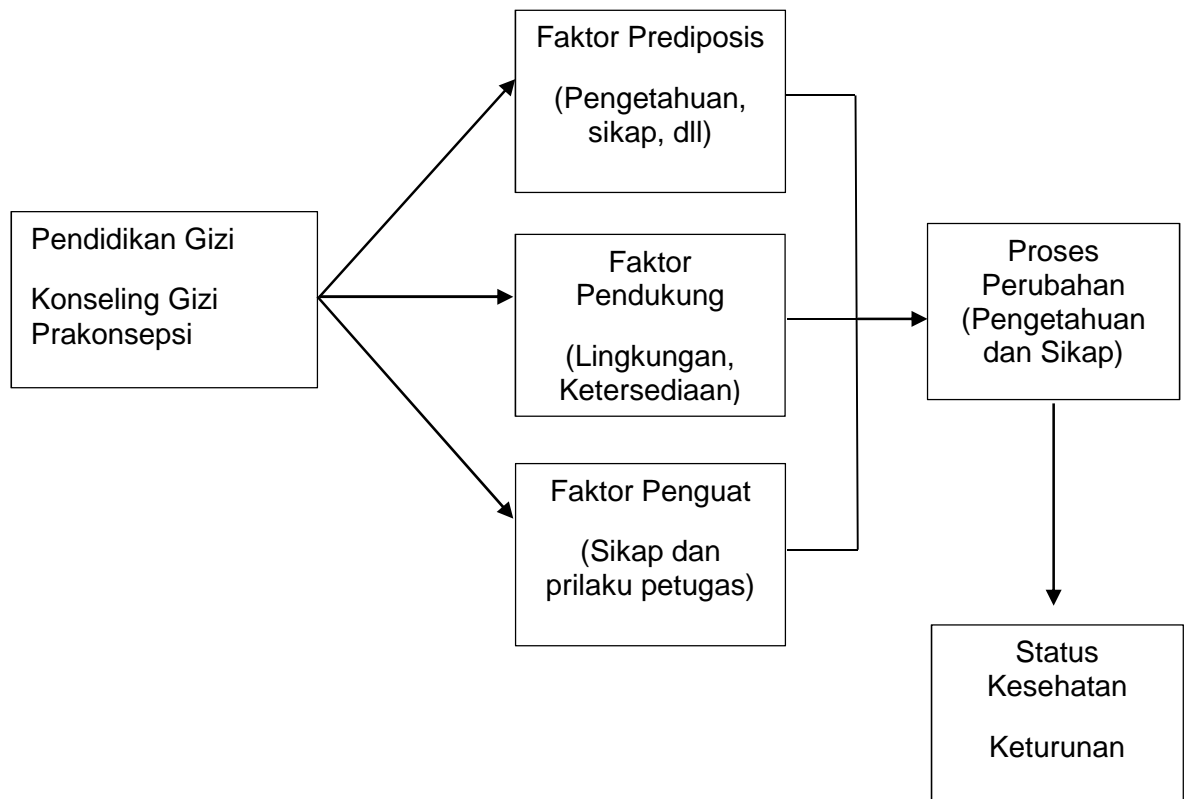 Pendidikan Gizi
Konseling Gizi
Prakonsepsi
Faktor Prediposis
(Pengetahuan,
sikap, dll)
Faktor
Pendukung
(Lingkungan,
Ketersediaan)
Faktor Penguat
(Sikap dan
prilaku petugas)
Proses
Perubahan
(Pengetahuan
dan Sikap)
Status
Kesehatan
Keturunan